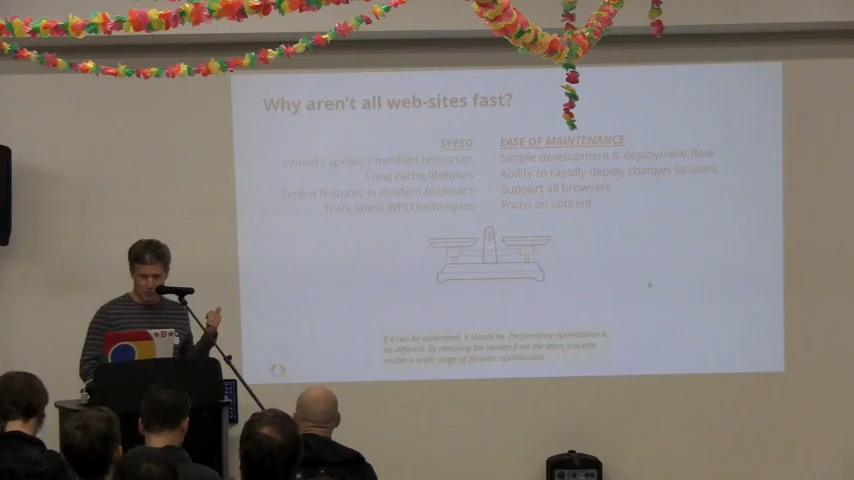 Why aren't all web-sites fast?
SPEED
Inlined / sprites / minified resources
Long cache lifetimes
Exploit features in modern browsers
Track latest WPO techniques
EASE OF MAINTENANCE
Simple development & deployment flow
Ability to rapidly deploy changes to users
Support all browsers
Focus on content
If it can be automated, it should be. Performance optimization is
no different. By removing the burden from the team, you also
enable a wider range of dynamic optimization.